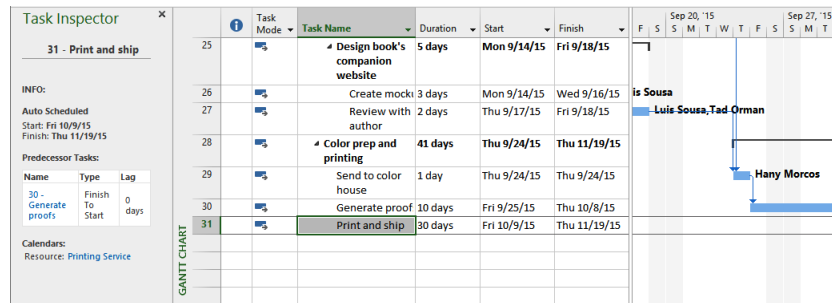 Task Inspector
×
31 - Print and ship
INFO:
Auto Scheduled
Start: Fri 10/9/15
Finish: Thu 11/19/15
Predecessor Tasks:
Name Type Lag
30 - Generate proofs Finish To Start 0 days
Calendars:
Resource: Printing Service
GANTT CHART
Task Mode Task Name Duration Start Finish
25 Design book's companion website 5 days Mon 9/14/15 Fri 9/18/15
26 Create mocku 3 days Mon 9/14/15 Wed 9/16/15
27 Review with author 2 days Thu 9/17/15 Fri 9/18/15
28 Color prep and printing 41 days Thu 9/24/15 Thu 11/19/15
29 Send to color house 1 day Thu 9/24/15 Thu 9/24/15
30 Generate proof 10 days Fri 9/25/15 Thu 10/8/15
31 Print and ship 30 days Fri 10/9/15 Thu 11/19/15
Sep 20, '15 Sep 27, '15
F S S M T W T F S S M T
is Sousa
Luis Sousa,Tad Orman
Hany Morcos